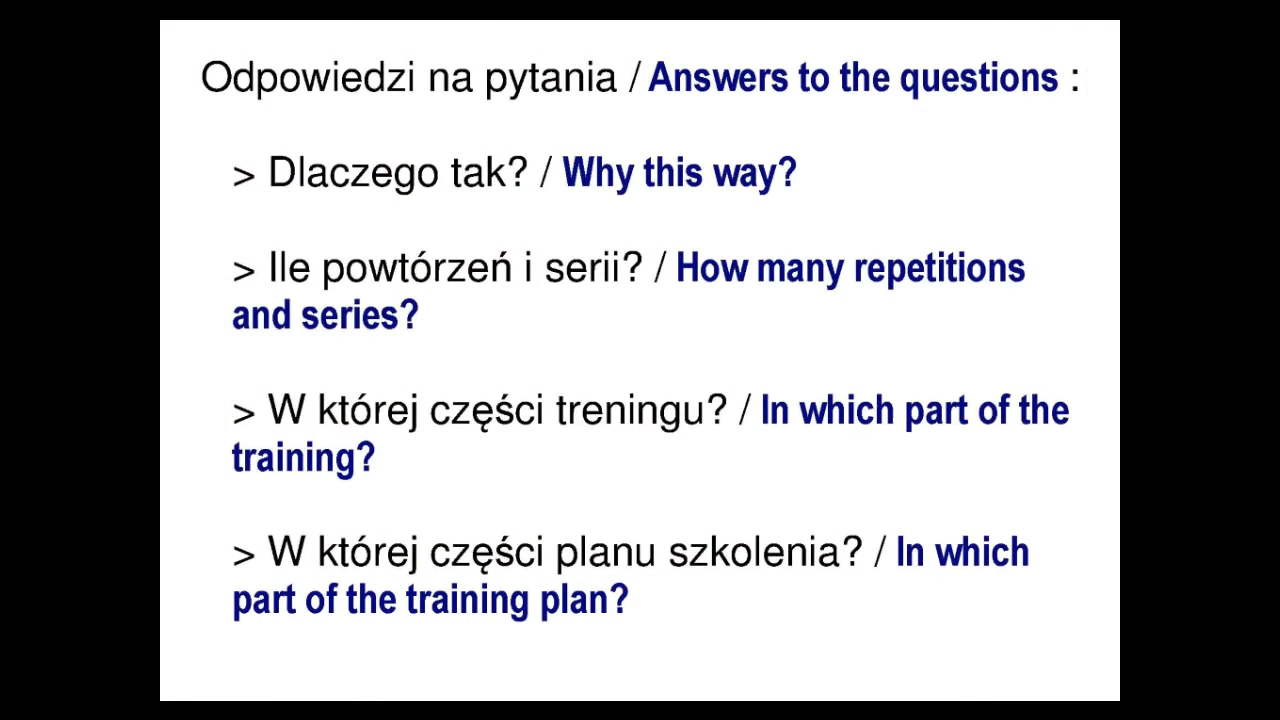 Odpowiedzi na pytania / Answers to the questions :
> Dlaczego tak? / Why this way?
> Ile powtórzeń i serii? / How many repetitions
and series?
> W której części treningu? / In which part of the
training?
> W której części planu szkolenia? / In which
part of the training plan?